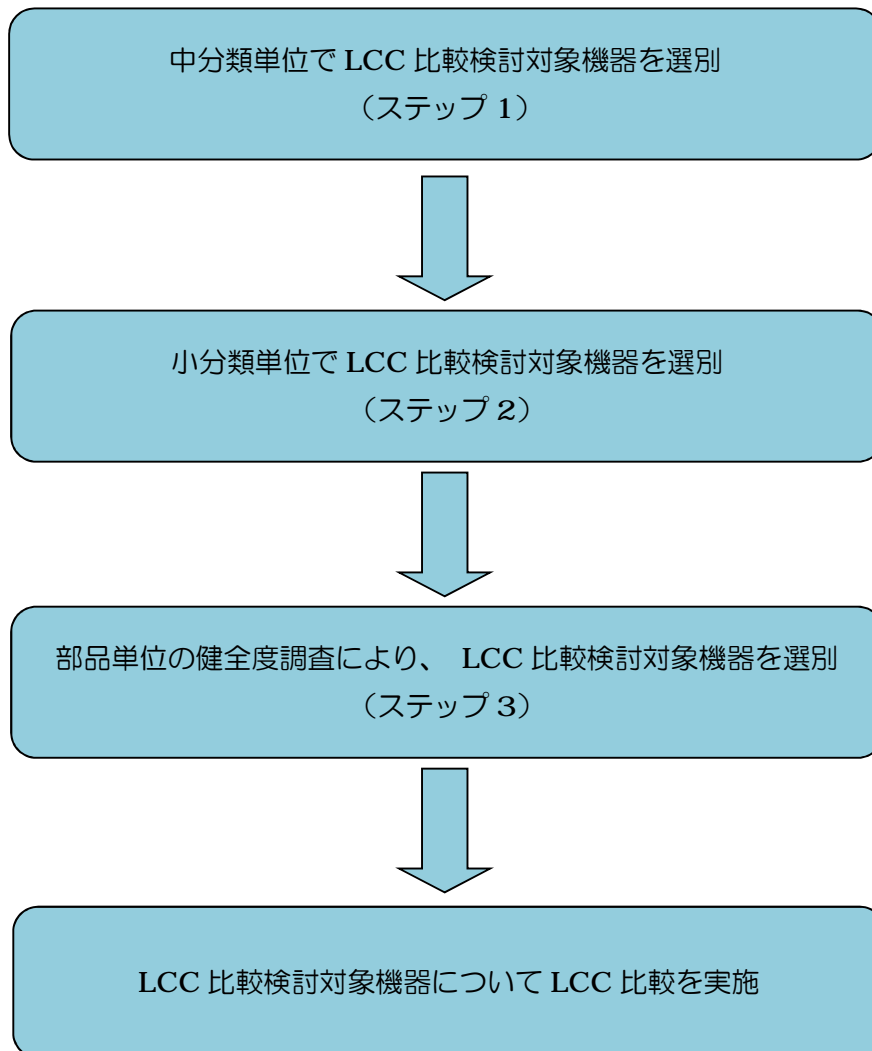 中分類単位で LCC 比較検討対象機器を選別
（ステップ 1）
小分類単位で LCC 比較検討対象機器を選別
（ステップ 2）
部品単位の健全度調査により、 LCC 比較検討対象機器を選別
（ステップ 3）
LCC 比較検討対象機器について LCC 比較を実施